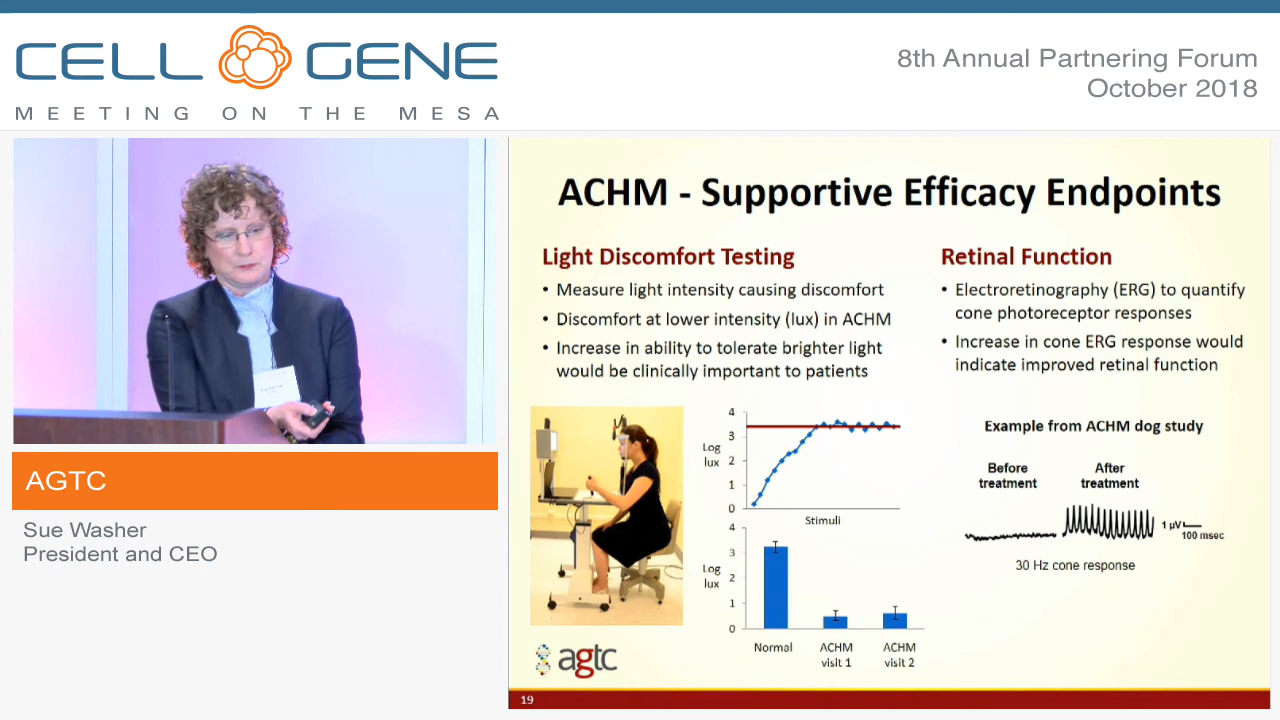 CELL GENE
MEETING ON THE MESA
8th Annual Partnering Forum
October 2018
AGTC
Sue Washer
President and CEO
ACHM - Supportive Efficacy Endpoints
Light Discomfort Testing
• Measure light intensity causing discomfort
• Discomfort at lower intensity (lux) in ACHM
• Increase in ability to tolerate brighter light
would be clinically important to patients
Retinal Function
• Electroretinography (ERG) to quantify
cone photoreceptor responses
• Increase in cone ERG response would
indicate improved retinal function
4
3
Log
lux
2
1
0
Stimuli
4
3
Log
lux
2
1
0
Normal
ACHM
visit 1
ACHM
visit 2
Example from ACHM dog study
Before
treatment
After
treatment
1 µV
100 msec
30 Hz cone response
agtc
19